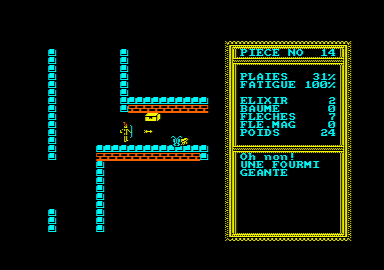 PIECE NO 14
PLAIES 31%
FATIGUE 100%
ELIXIR 2
BAUME 0
FLECHES 7
FLE.MAG 0
POIDS 24
Oh non!
UNE FOURMI
GEANTE